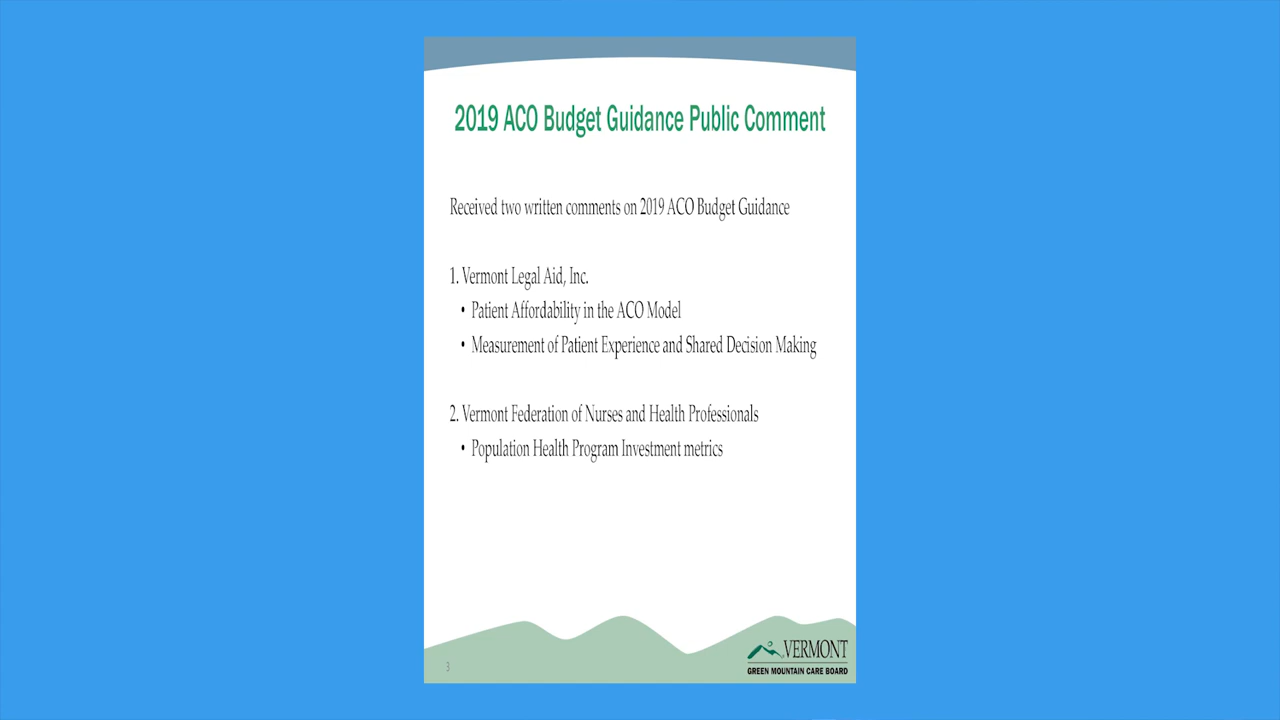 2019 ACO Budget Guidance Public Comment
Received two written comments on 2019 ACO Budget Guidance
1. Vermont Legal Aid, Inc.
• Patient Affordability in the ACO Model
• Measurement of Patient Experience and Shared Decision Making
2. Vermont Federation of Nurses and Health Professionals
• Population Health Program Investment metrics
3
VERMONT
GREEN MOUNTAIN CARE BOARD